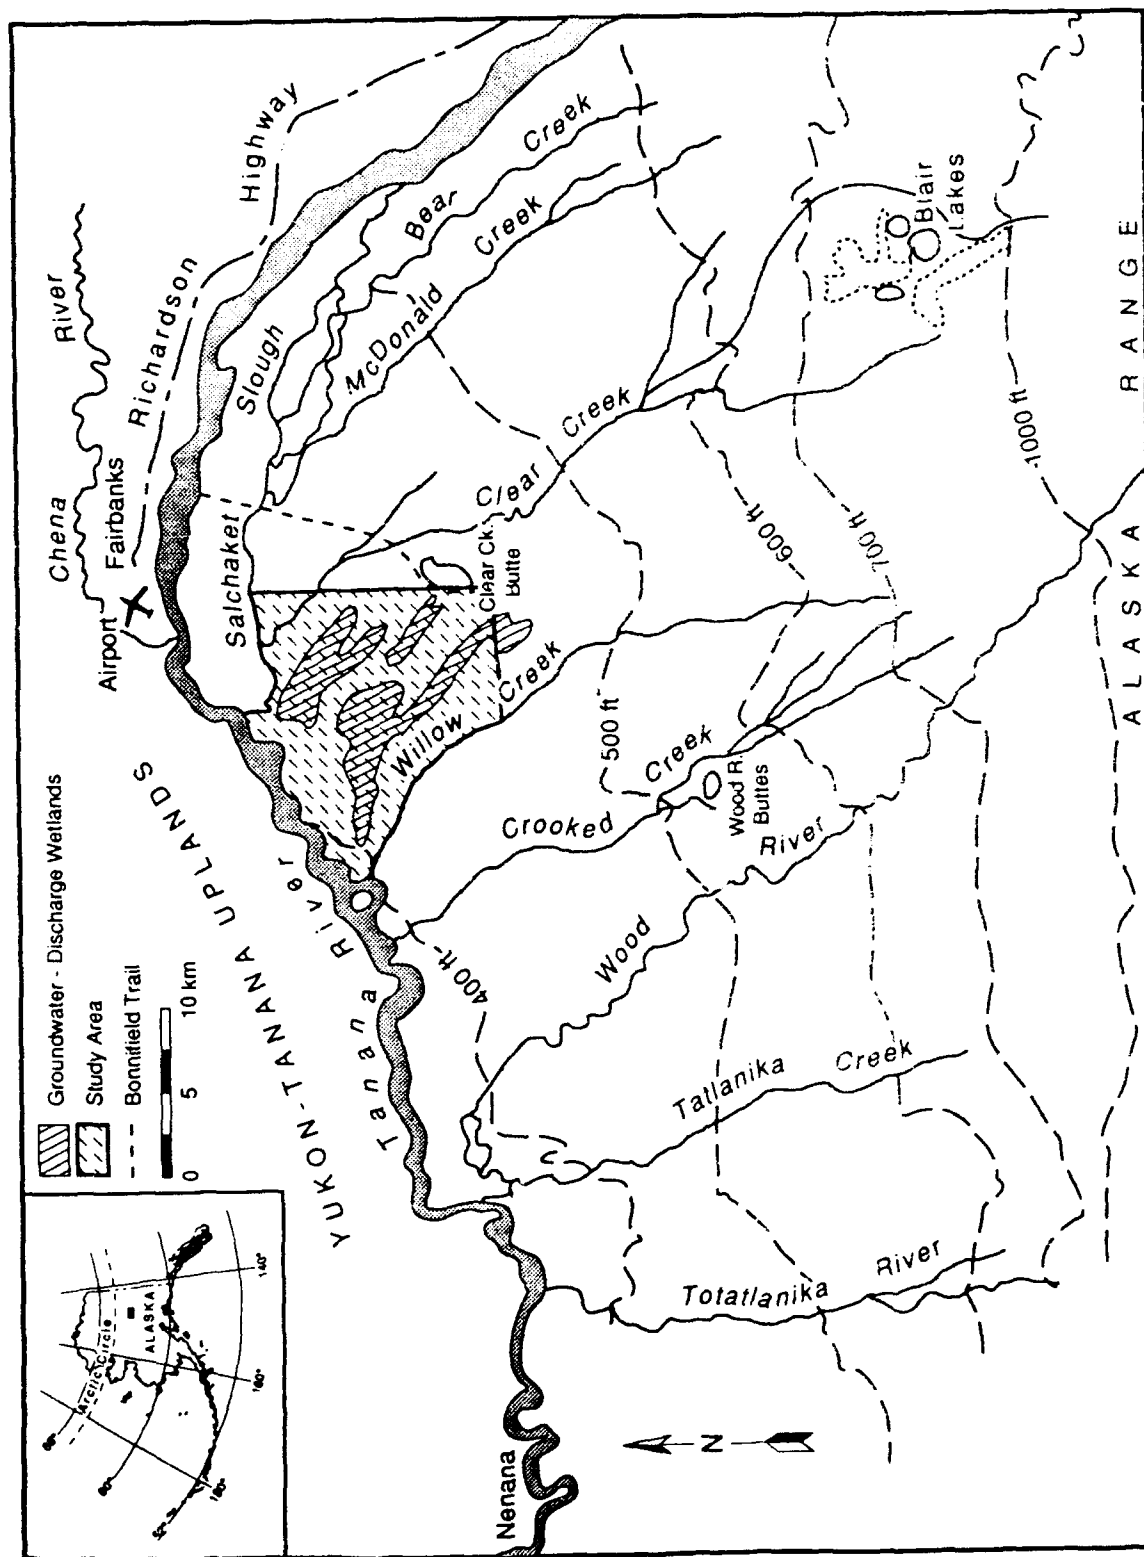 Groundwater - Discharge Wetlands
Study Area
Bonnifield Trail
0 5 10 km
Arctic Circle
ALASKA
180°
160°
140°
Chena River
Fairbanks
Airport
Richardson Highway
YUKON-TANANA UPLANDS
Tanana River
Salchaket Slough
Bear Creek
McDonald Creek
Clear Creek
Clear Ck.
Butte
Willow Creek
Crooked Creek
Wood R.
Buttes
Wood River
Tatlanika Creek
Totatlanika River
Nenana
N
400 ft
500 ft
600 ft
700 ft
1000 ft
Blair
Lakes
ALASKA RANGE